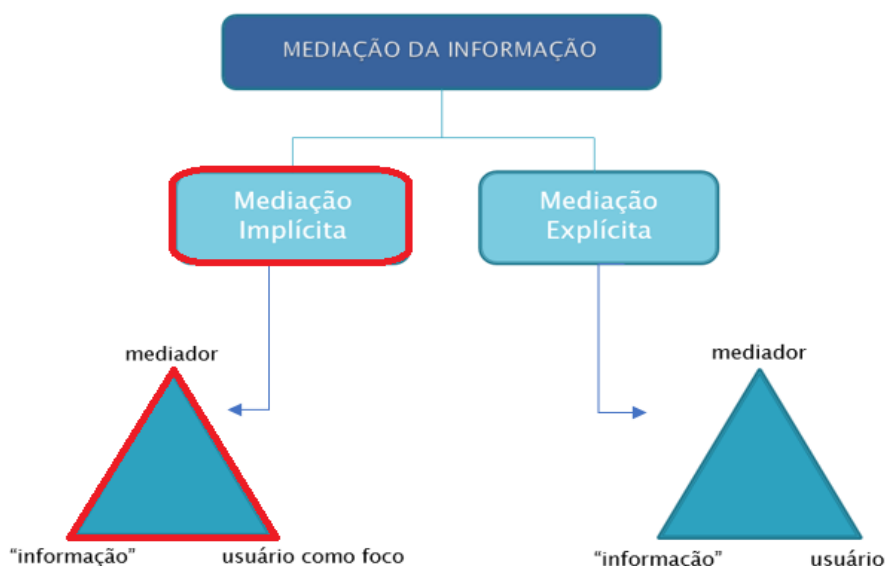 MEDIAÇÃO DA INFORMAÇÃO
Mediação
Implícita
Mediação
Explícita
mediador
"informação"
usuário como foco
mediador
"informação"
usuário